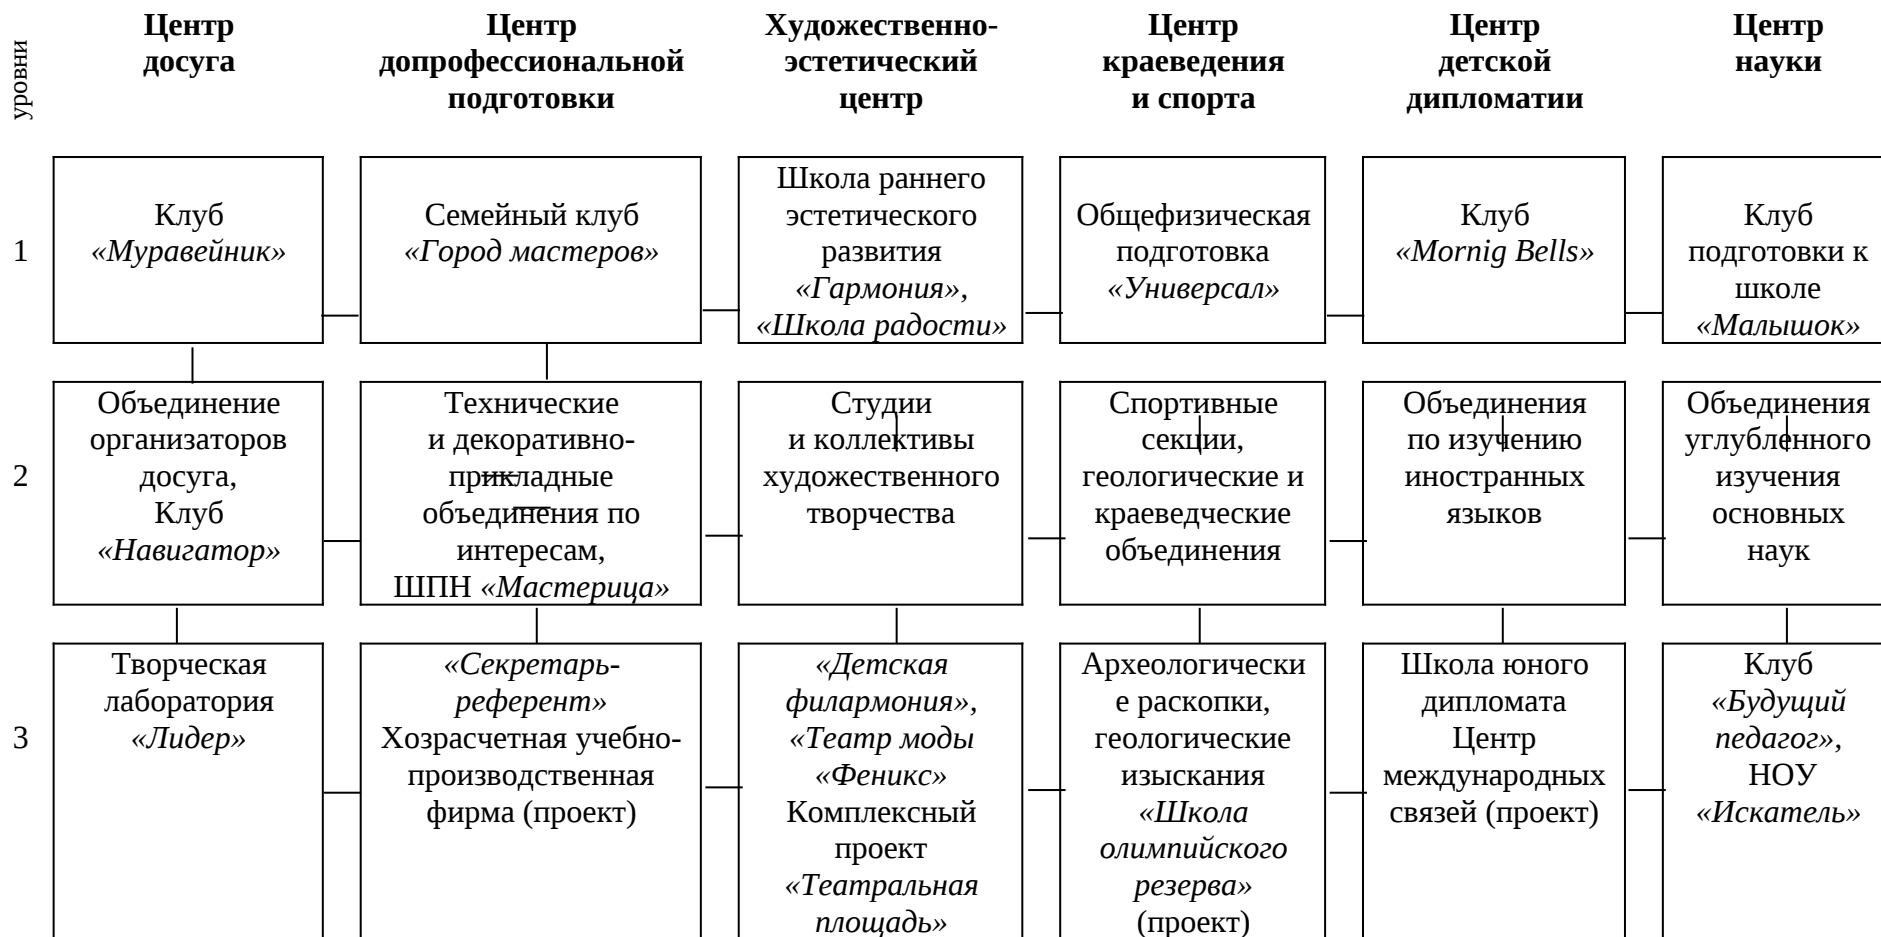 уровни
Центр
досуга
Центр
допрофессиональной
подготовки
Художественно-
эстетический
центр
Центр
краеведения
и спорта
Центр
детской
дипломатии
Центр
науки
1
Клуб
«Муравейник»
Семейный клуб
«Город мастеров»
Школа раннего
эстетического
развития
«Гармония»,
«Школа радости»
Общефизическая
подготовка
«Универсал»
Клуб
«Mornig Bells»
Клуб
подготовки к
школе
«Малышок»
2
Объединение
организаторов
досуга,
Клуб
«Навигатор»
Технические
и декоративно-
прикладные
объединения по
интересам,
ШПН «Мастерица»
Студии
и коллективы
художественного
творчества
Спортивные
секции,
геологические и
краеведческие
объединения
Объединения
по изучению
иностранных
языков
Объединения
углубленного
изучения
основных
наук
3
Творческая
лаборатория
«Лидер»
«Секретарь-
референт»
Хозрасчетная учебно-
производственная
фирма (проект)
«Детская
филармония»,
«Театр моды
«Феникс»
Комплексный
проект
«Театральная
площадь»
Археологически
е раскопки,
геологические
изыскания
«Школа
олимпийского
резерва»
(проект)
Школа юного
дипломата
Центр
международных
связей (проект)
Клуб
«Будущий
педагог»,
НОУ
«Искатель»